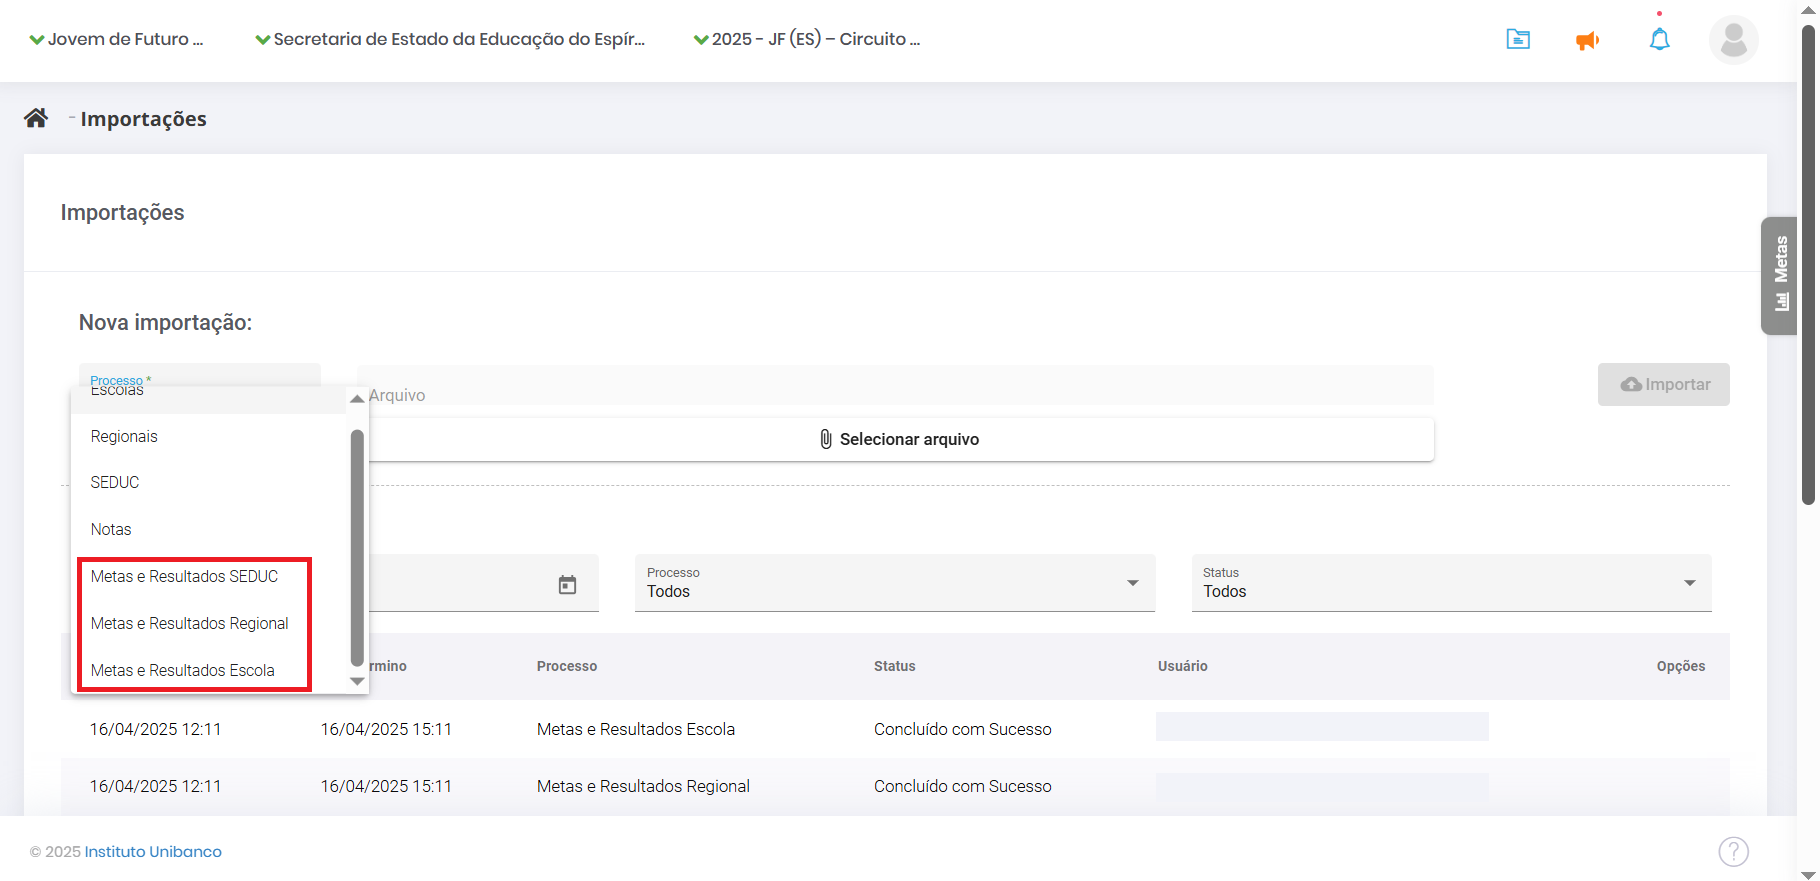 Jovem de Futuro ...
Secretaria de Estado da Educação do Espír...
2025 - JF (ES) – Circuito ...
- Importações
Importações
Metas
Nova importação:
Processo *
Arquivo
Importar
Selecionar arquivo
Escolas
Regionais
SEDUC
Notas
Metas e Resultados SEDUC
Metas e Resultados Regional
Metas e Resultados Escola
Processo
Todos
Status
Todos
rmino
Processo
Status
Usuário
Opções
16/04/2025 12:11 16/04/2025 15:11 Metas e Resultados Escola Concluído com Sucesso
16/04/2025 12:11 16/04/2025 15:11 Metas e Resultados Regional Concluído com Sucesso
© 2025 Instituto Unibanco
?